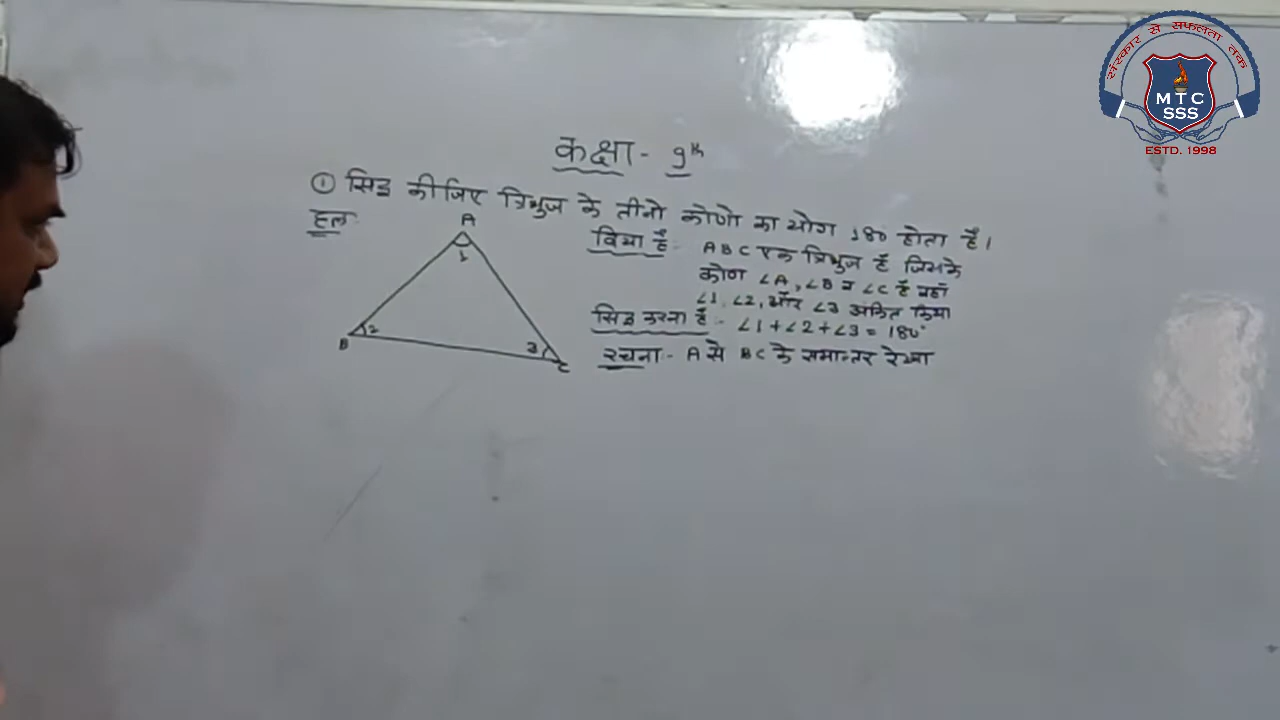 संस्कार से सफलता तक
MTC
SSS
ESTD. 1998
कक्षा - 9th
① सिद्ध कीजिए त्रिभुज के तीनो कोणो का योग 180 होता है।
हल
दिया है :- ABC एक त्रिभुज है जिसके
कोण ∠A, ∠B व ∠C है जहाँ
∠1, ∠2, और ∠3 अंकित किया
सिद्ध करना है :- ∠1+∠2+∠3 = 180°
रचना - A से BC के समान्तर रेखा
A
1
B
2
3
C